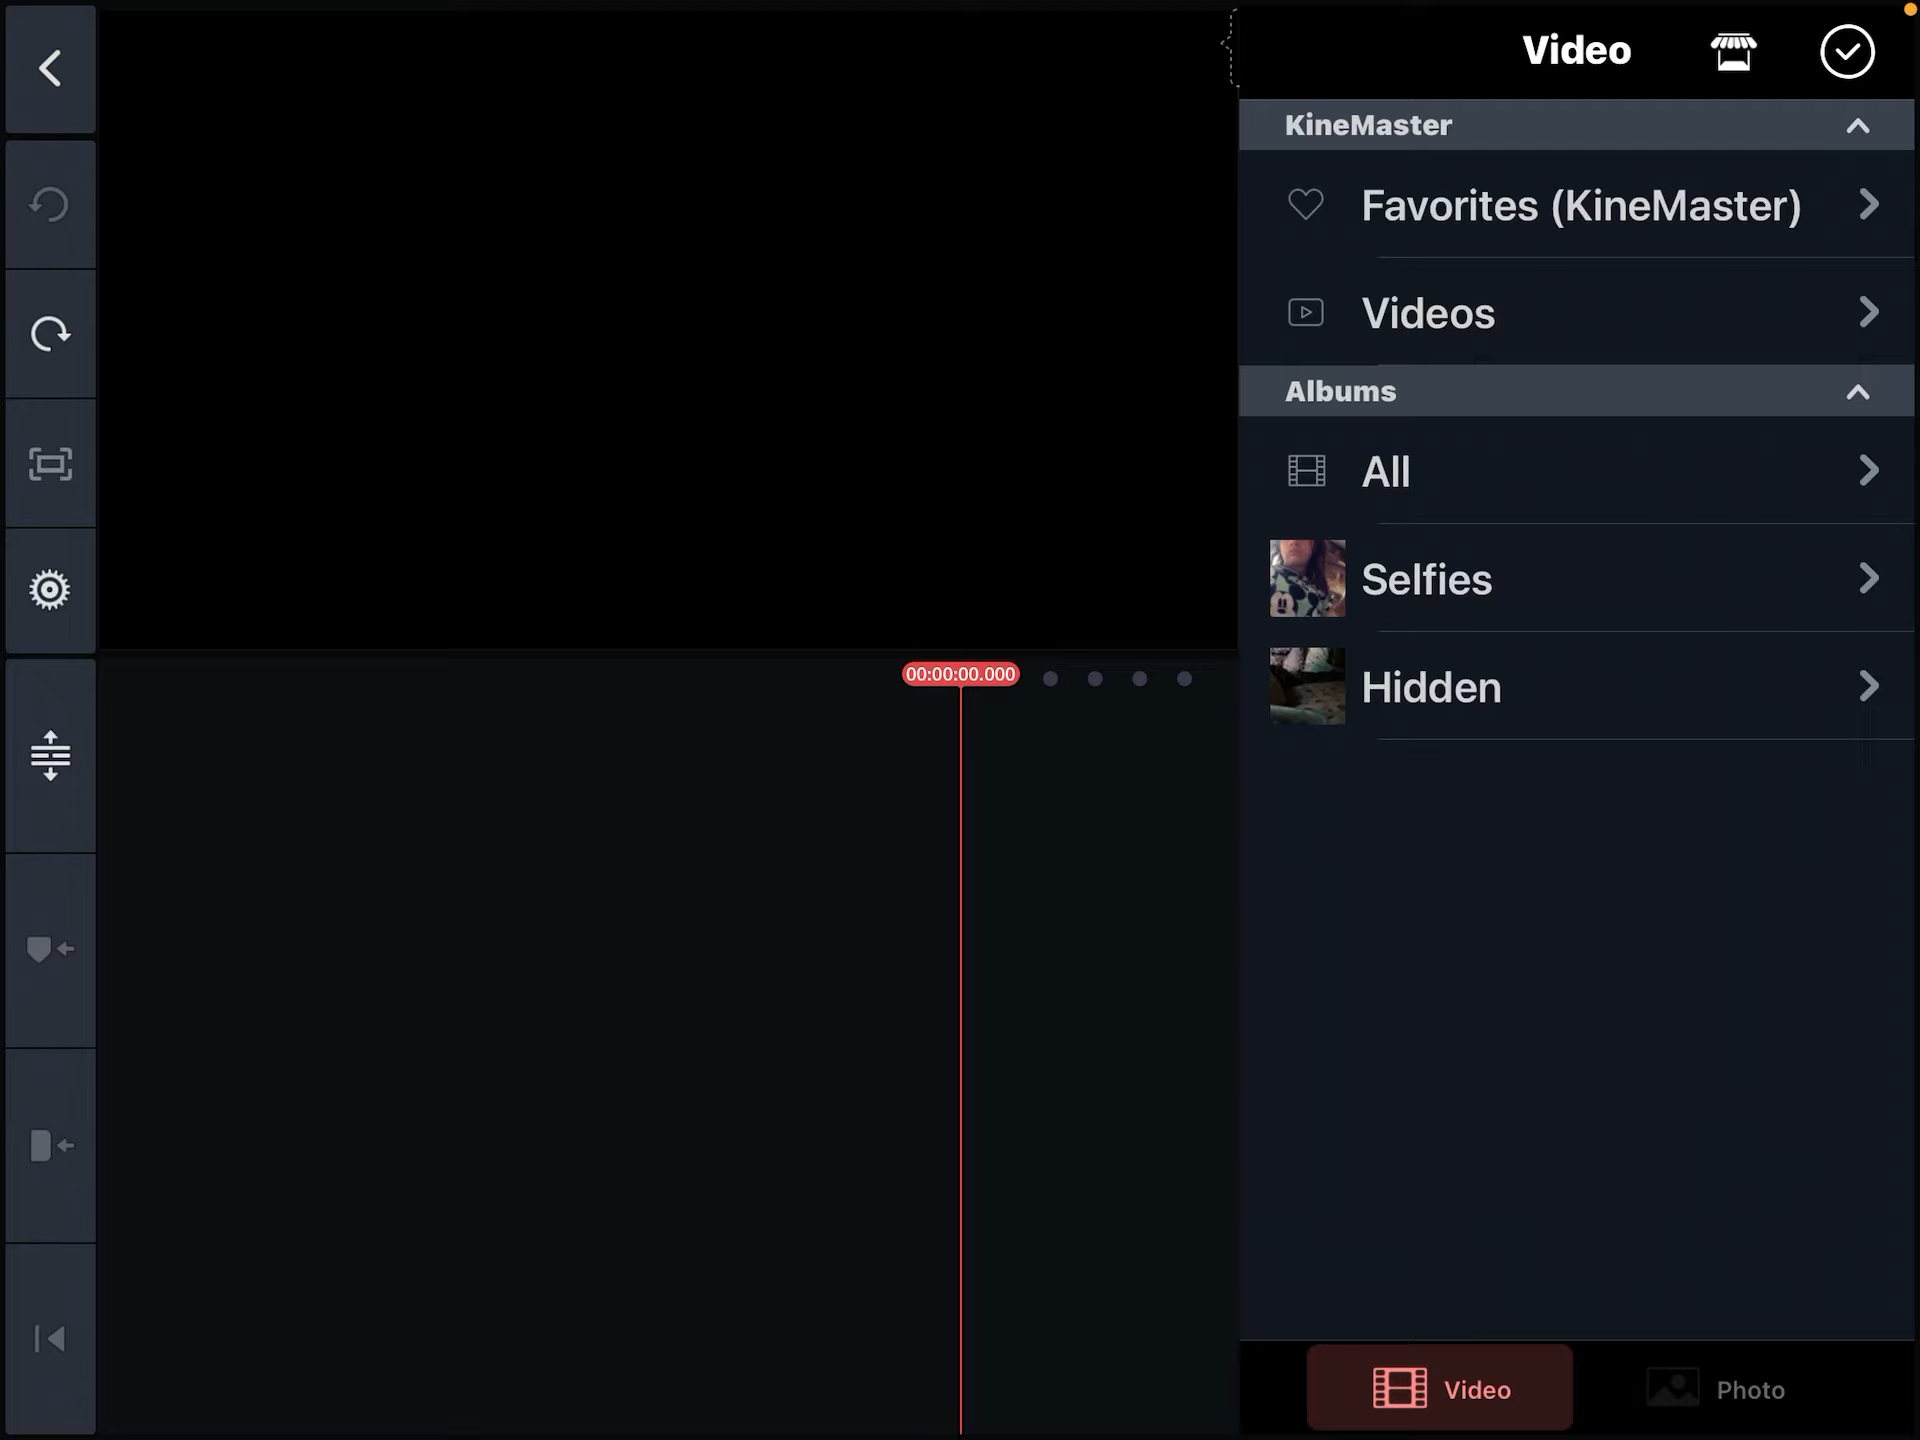 Video
KineMaster
Favorites (KineMaster)
Videos
Albums
All
Selfies
Hidden
00:00:00.000
Video
Photo